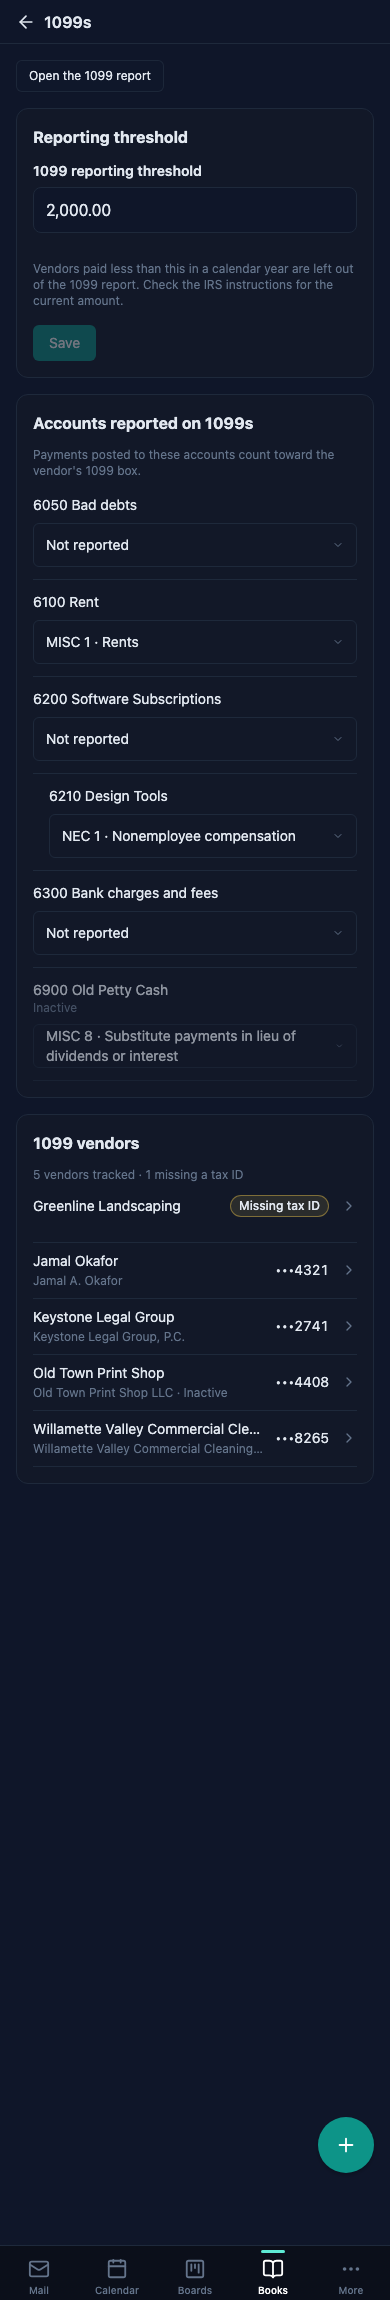 1099s
Open the 1099 report
Reporting threshold
1099 reporting threshold
2,000.00
Vendors paid less than this in a calendar year are left out
of the 1099 report. Check the IRS instructions for the
current amount.
Save
Accounts reported on 1099s
Payments posted to these accounts count toward the
vendor's 1099 box.
6050 Bad debts
Not reported
6100 Rent
MISC 1 · Rents
6200 Software Subscriptions
Not reported
6210 Design Tools
NEC 1 · Nonemployee compensation
6300 Bank charges and fees
Not reported
6900 Old Petty Cash
Inactive
MISC 8 · Substitute payments in lieu of
dividends or interest
1099 vendors
5 vendors tracked · 1 missing a tax ID
Greenline Landscaping Missing tax ID
Jamal Okafor
Jamal A. Okafor
•••4321
Keystone Legal Group
Keystone Legal Group, P.C.
•••2741
Old Town Print Shop
Old Town Print Shop LLC · Inactive
•••4408
Willamette Valley Commercial Cle...
Willamette Valley Commercial Cleaning...
•••8265
Mail Calendar Boards Books More